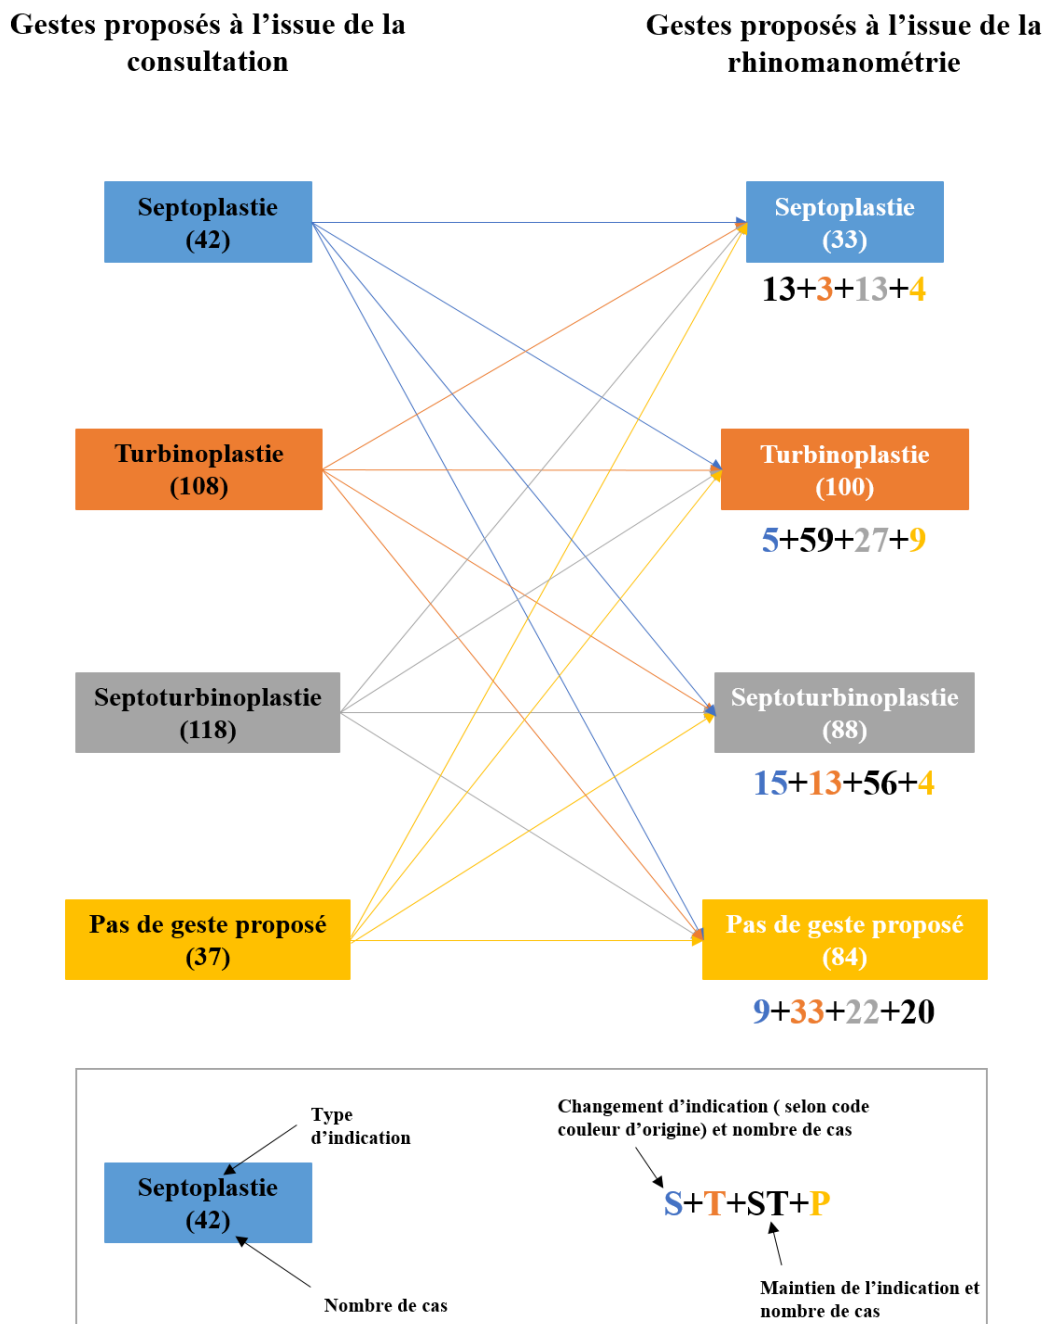 Gestes proposés à l’issue de la
consultation
Gestes proposés à l’issue de la
rhinomanométrie
Septoplastie
(42)
Septoplastie
(33)
13+3+13+4
Turbinoplastie
(108)
Turbinoplastie
(100)
5+59+27+9
Septoturbinoplastie
(118)
Septoturbinoplastie
(88)
15+13+56+4
Pas de geste proposé
(37)
Pas de geste proposé
(84)
9+33+22+20
Type
d’indication
Septoplastie
(42)
Nombre de cas
Changement d’indication ( selon code
couleur d’origine) et nombre de cas
S+T+ST+P
Maintien de l’indication et
nombre de cas